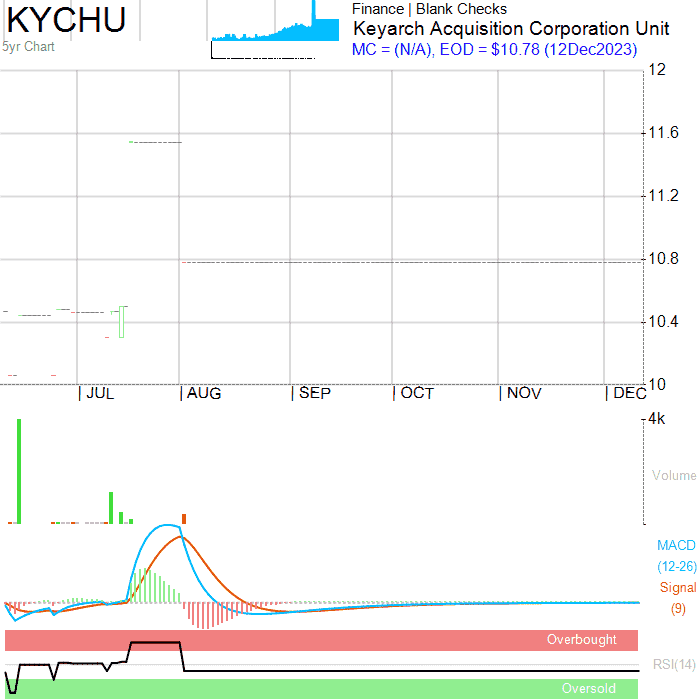 KYCHU
5yr Chart
Finance | Blank Checks
Keyarch Acquisition Corporation Unit
MC = (N/A), EOD = $10.78 (12Dec2023)
12
11.6
11.2
10.8
10.4
10
| JUL | AUG | SEP | OCT | NOV | DEC
4k
Volume
MACD
(12-26)
Signal
(9)
Overbought
RSI(14)
Oversold